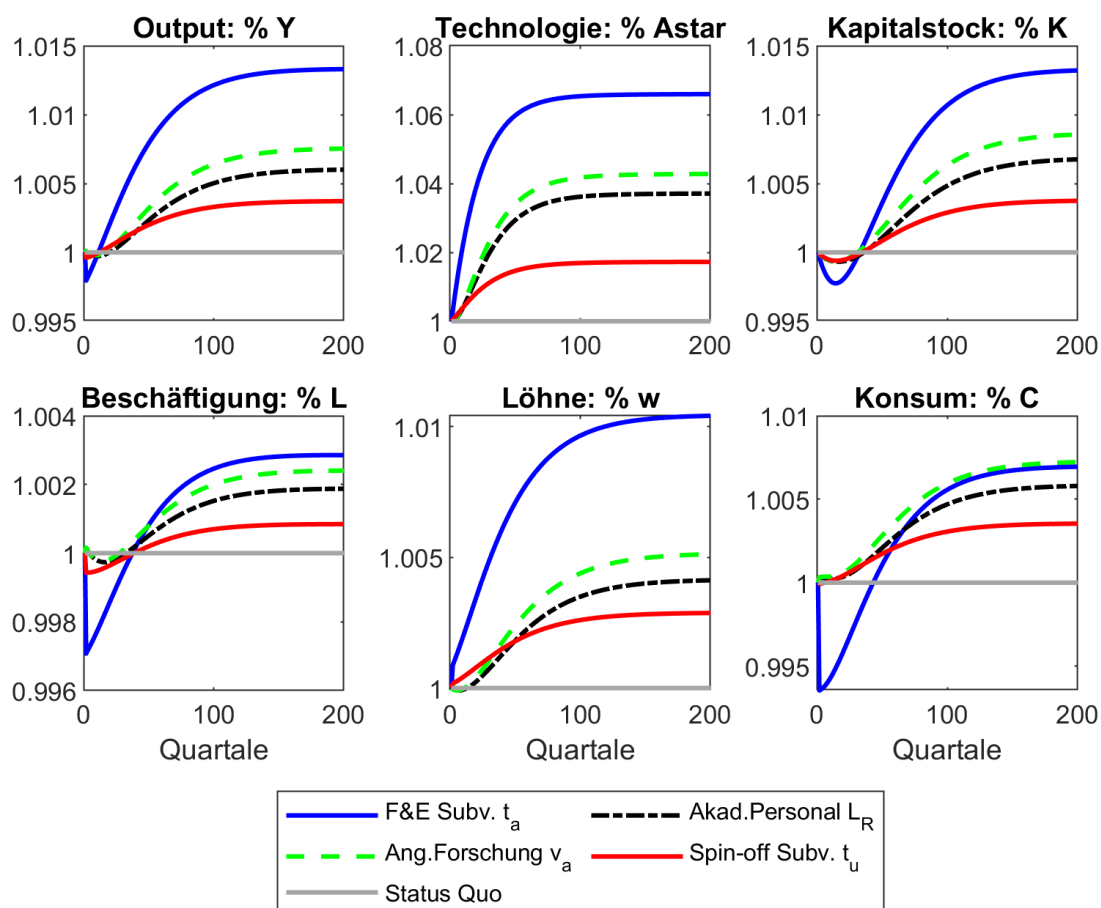 Output: % Y
1.015
1.01
1.005
1
0.995
0 100 200
Technologie: % Astar
1.08
1.06
1.04
1.02
1
0 100 200
Kapitalstock: % K
1.015
1.01
1.005
1
0.995
0 100 200
Beschäftigung: % L
1.004
1.002
1
0.998
0.996
0 100 200
Quartale
Löhne: % w
1.01
1.005
1
0 100 200
Quartale
Konsum: % C
1.01
1.005
1
0.995
0 100 200
Quartale
F&E Subv. t_a
Ang.Forschung v_a
Status Quo
Akad.Personal L_R
Spin-off Subv. t_u